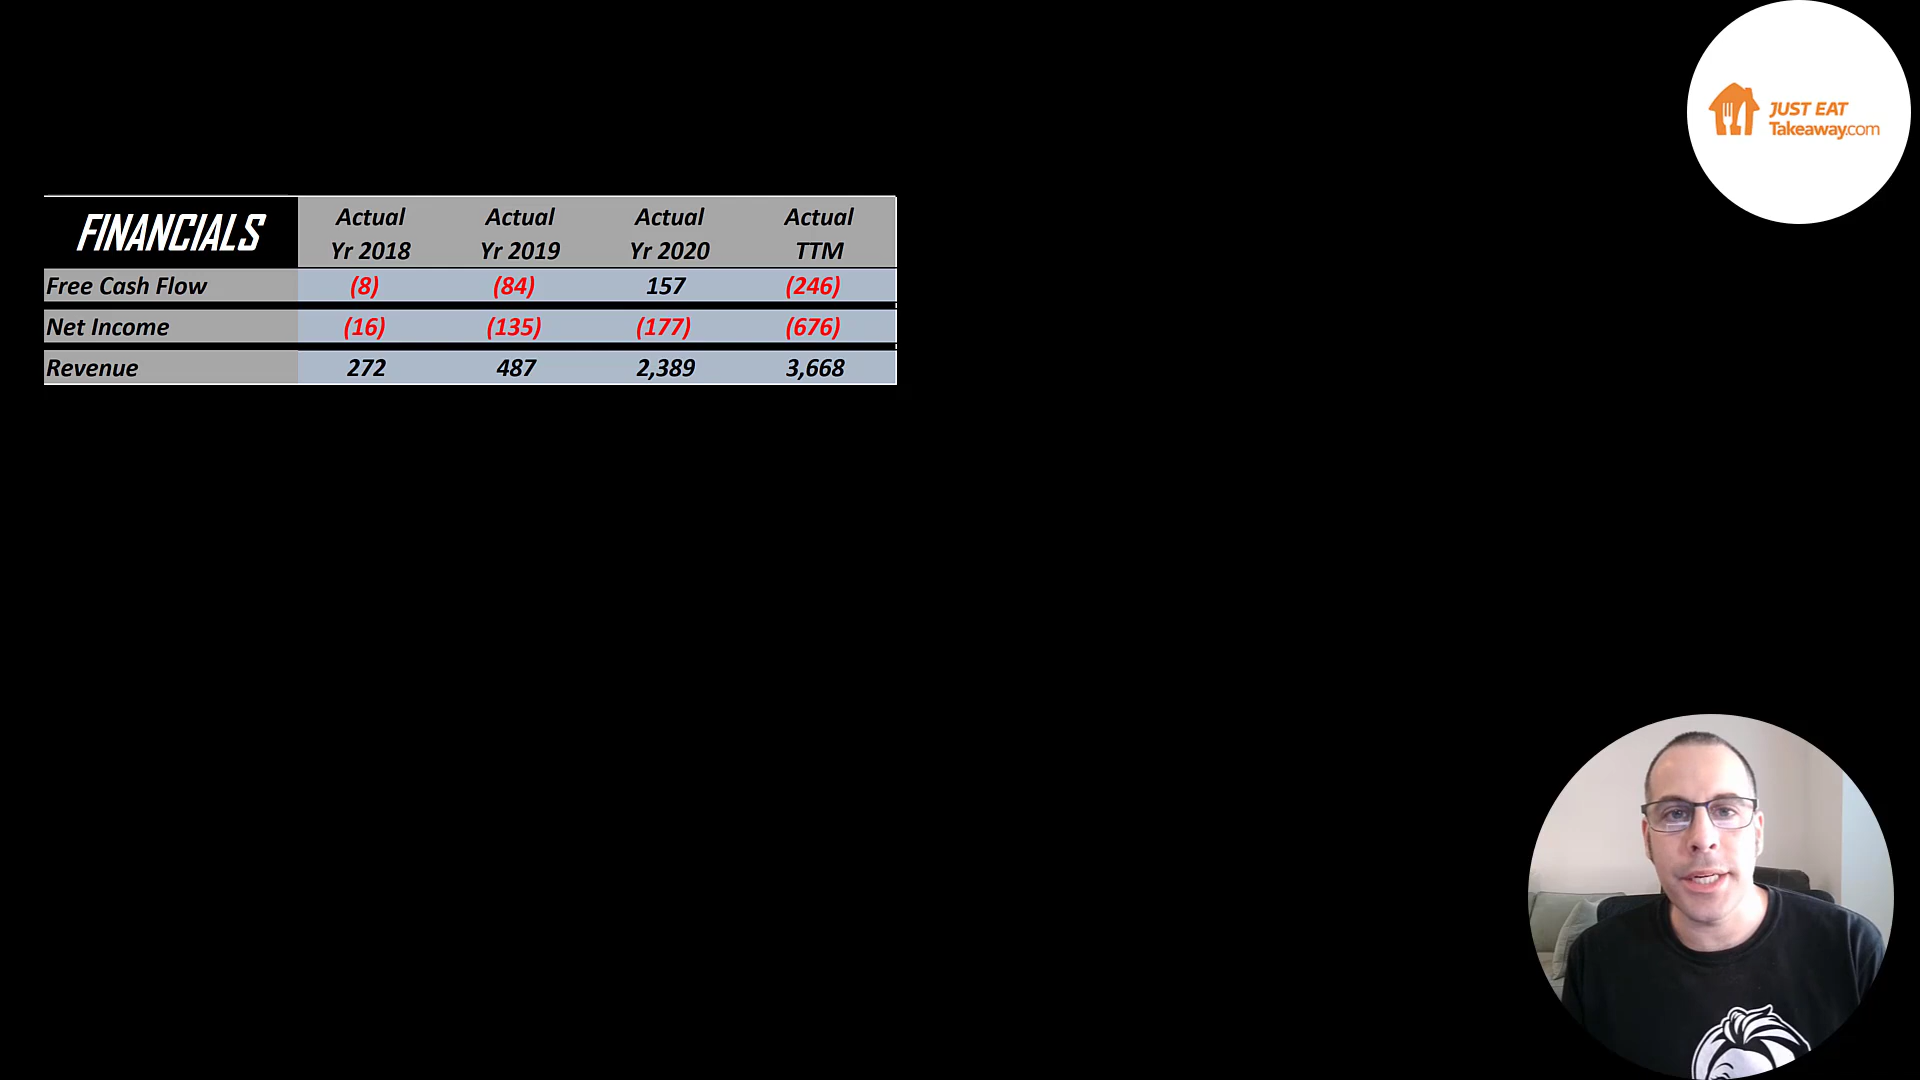 JUST EAT
Takeaway.com
FINANCIALS
Actual Actual Actual Actual
Yr 2018 Yr 2019 Yr 2020 TTM
Free Cash Flow (8) (84) 157 (246)
Net Income (16) (135) (177) (676)
Revenue 272 487 2,389 3,668